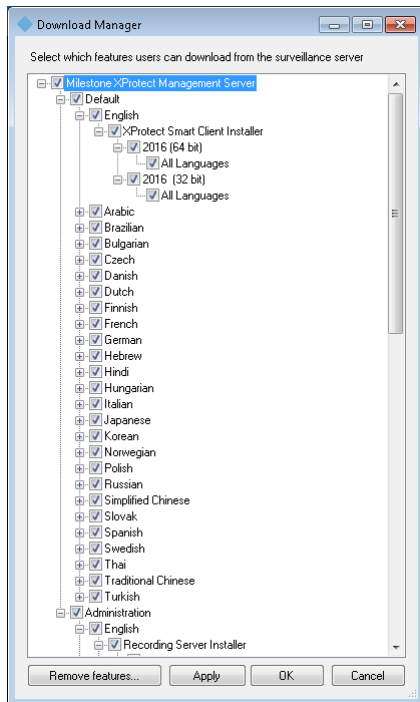 Download Manager
Select which features users can download from the surveillance server
Milestone XProtect Management Server
Default
English
XProtect Smart Client Installer
2016 (64 bit)
All Languages
2016 (32 bit)
All Languages
Arabic
Brazilian
Bulgarian
Czech
Danish
Dutch
Finnish
French
German
Hebrew
Hindi
Hungarian
Italian
Japanese
Korean
Norwegian
Polish
Russian
Simplified Chinese
Slovak
Spanish
Swedish
Thai
Traditional Chinese
Turkish
Administration
English
Recording Server Installer
Remove features... Apply OK Cancel